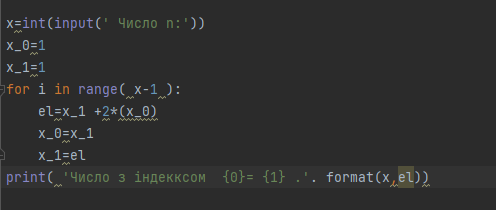 x=int(input(' Число n:'))
x_0=1
x_1=1
for i in range( x-1 ):
    el=x_1 +2*(x_0)
    x_0=x_1
    x_1=el
print( 'Число з індекксом  {0}= {1} .'. format(x,el))